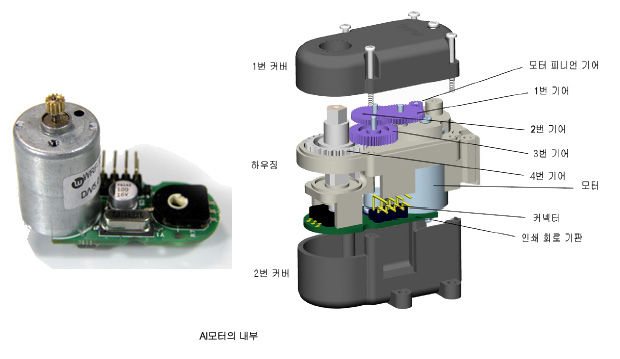 1번 커버
모터 피니언 기어
1번 기어
2번 기어
3번 기어
하우징
4번 기어
모터
커넥터
인쇄 회로 기판
2번 커버
AI모터의 내부